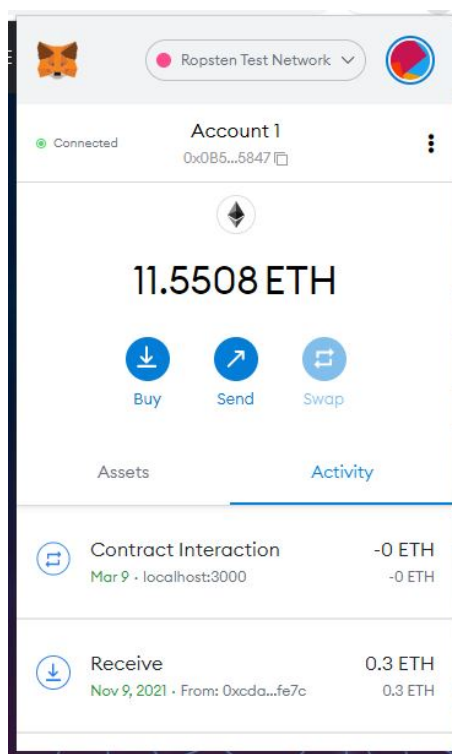 Ropsten Test Network
Connected
Account 1
0x0B5...5847
11.5508 ETH
Buy Send Swap
Assets Activity
Contract Interaction -0 ETH
Mar 9 · localhost:3000 -0 ETH
Receive 0.3 ETH
Nov 9, 2021 · From: 0xcda...fe7c 0.3 ETH